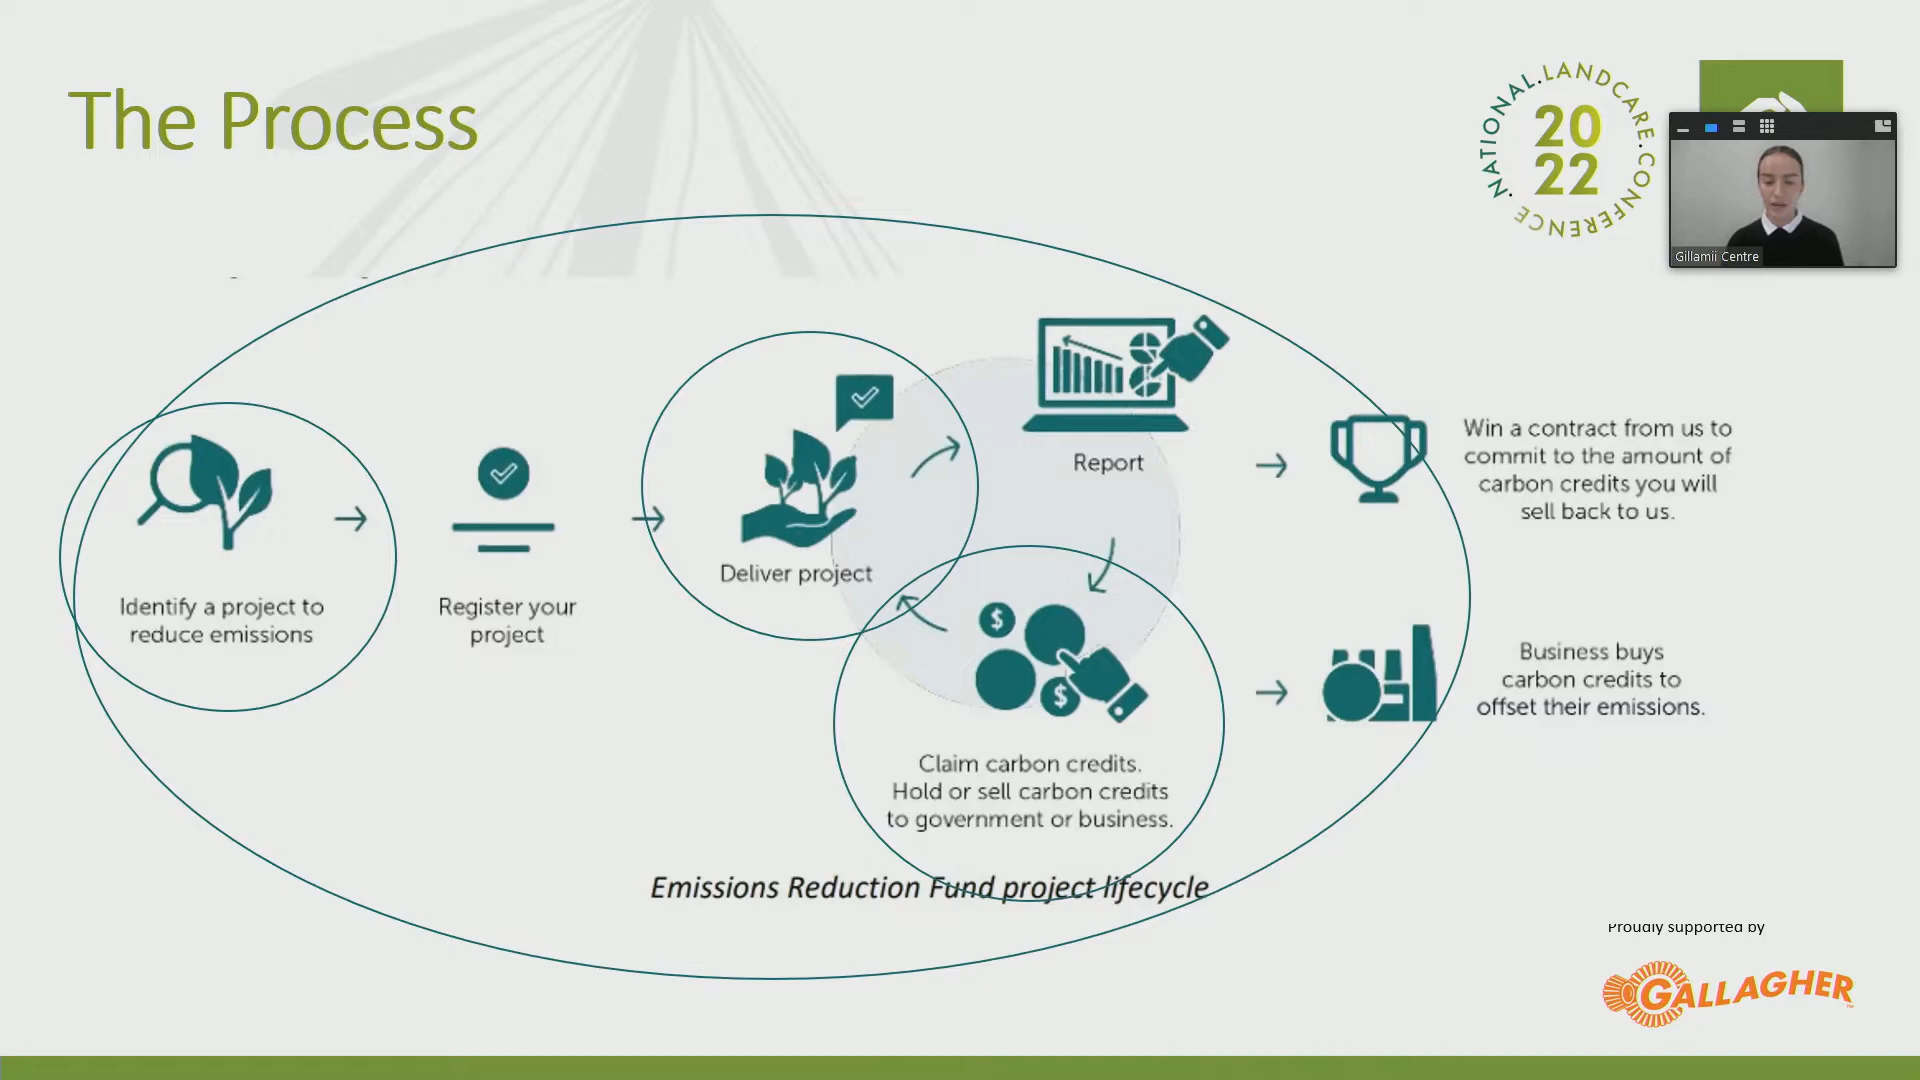 The Process
NATIONAL.LANDCARE.CONFERENCE.
20
22
Gillamii Centre
Report
Win a contract from us to
commit to the amount of
carbon credits you will
sell back to us.
Deliver project
Identify a project to
reduce emissions
Register your
project
$
$
Business buys
carbon credits to
offset their emissions.
Claim carbon credits.
Hold or sell carbon credits
to government or business.
Emissions Reduction Fund project lifecycle
Proudly supported by
GALLAGHER